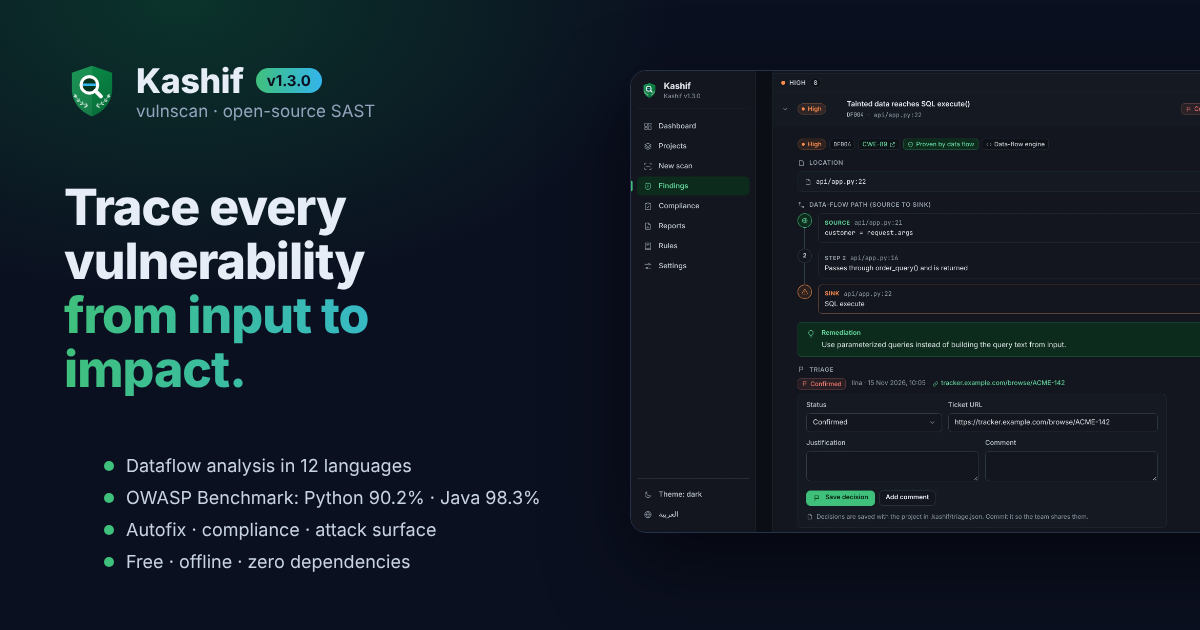 Kashif v1.3.0
vulnscan · open-source SAST
Trace every
vulnerability
from input to
impact.
Dataflow analysis in 12 languages
OWASP Benchmark: Python 90.2% · Java 98.3%
Autofix · compliance · attack surface
Free · offline · zero dependencies
Kashif
Kashif v1.3.0
Dashboard
Projects
New scan
Findings
Compliance
Reports
Rules
Settings
Theme: dark
العربية
HIGH 8
High
Tainted data reaches SQL execute()
DF004 · api/app.py:22
High DF004 CWE-89 Proven by data flow Data-flow engine
LOCATION
api/app.py:22
DATA-FLOW PATH (SOURCE TO SINK)
SOURCE api/app.py:21
customer = request.args
2
STEP 2 api/app.py:16
Passes through order_query() and is returned
SINK api/app.py:22
SQL execute
Remediation
Use parameterized queries instead of building the query text from input.
TRIAGE
Confirmed lina · 15 Nov 2026, 10:05 tracker.example.com/browse/ACME-142
Status Ticket URL
Confirmed https://tracker.example.com/browse/ACME-142
Justification Comment
Save decision Add comment
Decisions are saved with the project in .kashif/triage.json. Commit it so the team shares them.